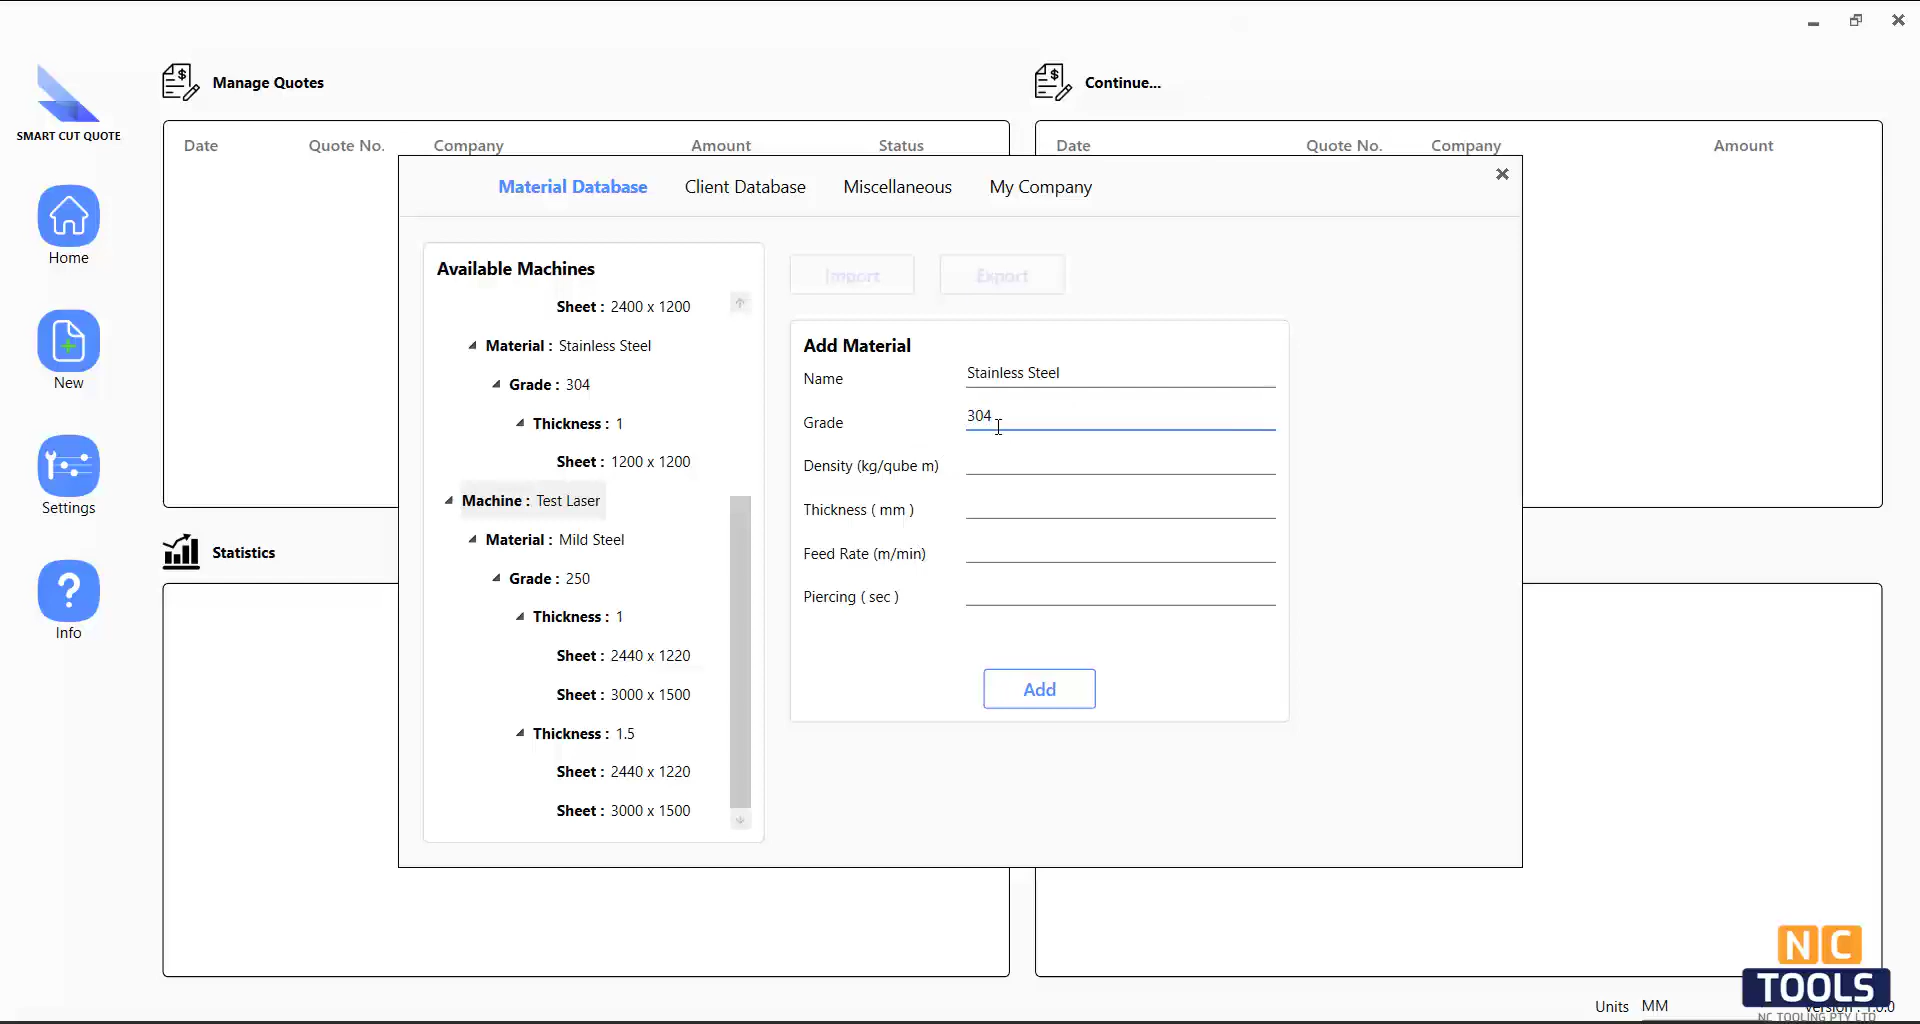 SMART CUT QUOTE
Home
New
Settings
Info
Manage Quotes
Date Quote No. Company Amount Status
Continue...
Date Quote No. Company Amount
Statistics
Material Database Client Database Miscellaneous My Company
Available Machines
Sheet : 2400 x 1200
Material : Stainless Steel
Grade : 304
Thickness : 1
Sheet : 1200 x 1200
Machine : Test Laser
Material : Mild Steel
Grade : 250
Thickness : 1
Sheet : 2440 x 1220
Sheet : 3000 x 1500
Thickness : 1.5
Sheet : 2440 x 1220
Sheet : 3000 x 1500
Import Export
Add Material
Name Stainless Steel
Grade 304
Density (kg/qube m)
Thickness ( mm )
Feed Rate (m/min)
Piercing ( sec )
Add
Units MM
NC
TOOLS
NC TOOLING PTY LTD